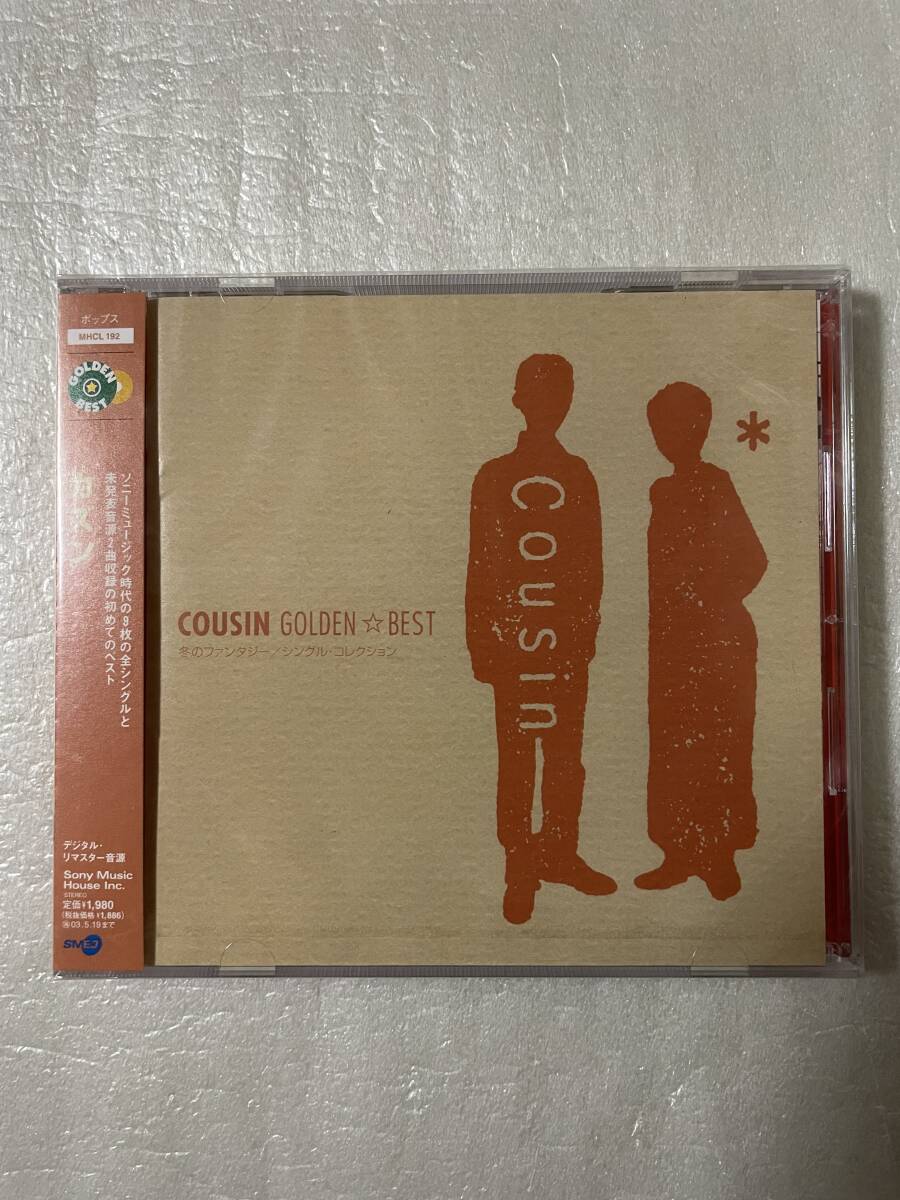 ポップス
MHCL 192
GOLDEN
BEST
カズン
ソニーミュージック時代の9枚の全シングルと
未発表音源2曲収録の初めてのベスト
デジタル・
リマスター音源
Sony Music
House Inc.
STEREO
定価¥1,980
(税抜価格¥1,886)
03.5.19まで
SMEJ
COUSIN GOLDEN☆BEST
冬のファンタジー/シングル・コレクション
Cousin
*